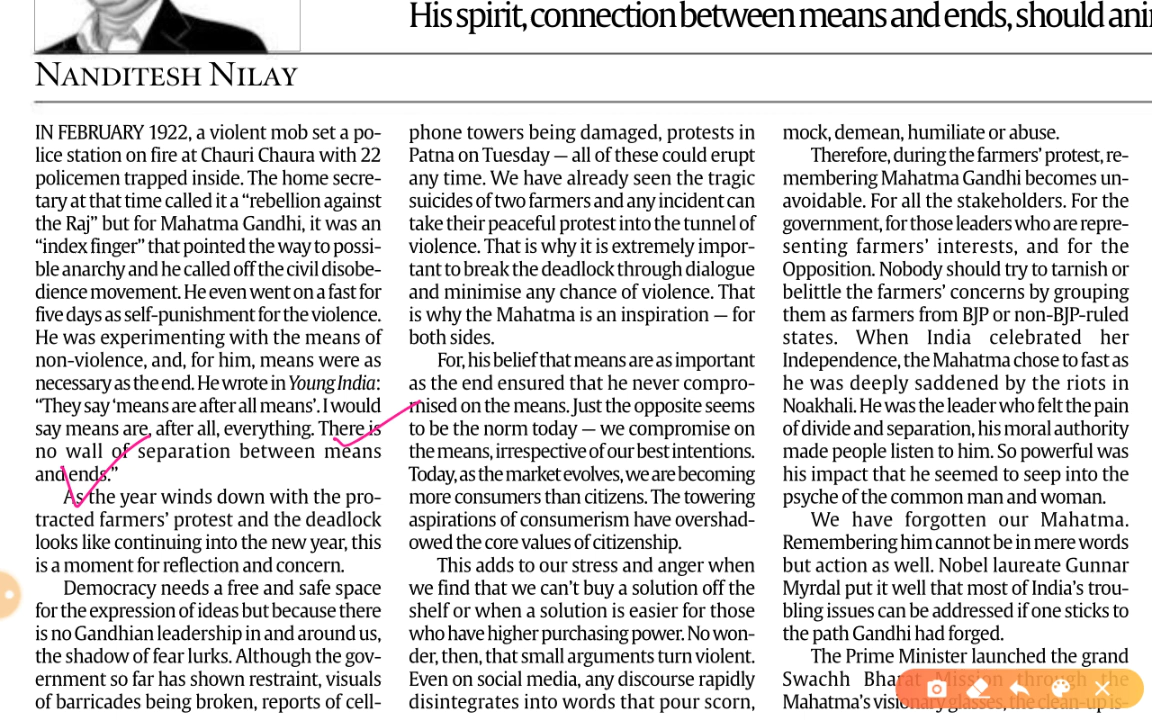 His spirit, connection between means and ends, should
NANDITESH NILAY
IN FEBRUARY 1922, a violent mob set a po-
lice station on fire at Chauri Chaura with 22
policemen trapped inside. The home secre-
tary at that time called it a “rebellion against
the Raj” but for Mahatma Gandhi, it was an
“index finger” that pointed the way to possi-
ble anarchy and he called off the civil disobe-
dience movement. He even went on a fast for
five days as self-punishment for the violence.
He was experimenting with the means of
non-violence, and, for him, means were as
necessary as the end. He wrote in Young India:
“They say ‘means are after all means’. I would
say means are, after all, everything. There is
no wall of separation between means
and ends.”
As the year winds down with the pro-
tracted farmers’ protest and the deadlock
looks like continuing into the new year, this
is a moment for reflection and concern.
Democracy needs a free and safe space
for the expression of ideas but because there
is no Gandhian leadership in and around us,
the shadow of fear lurks. Although the gov-
ernment so far has shown restraint, visuals
of barricades being broken, reports of cell-
phone towers being damaged, protests in
Patna on Tuesday — all of these could erupt
any time. We have already seen the tragic
suicides of two farmers and any incident can
take their peaceful protest into the tunnel of
violence. That is why it is extremely impor-
tant to break the deadlock through dialogue
and minimise any chance of violence. That
is why the Mahatma is an inspiration — for
both sides.
For, his belief that means are as important
as the end ensured that he never compro-
mised on the means. Just the opposite seems
to be the norm today — we compromise on
the means, irrespective of our best intentions.
Today, as the market evolves, we are becoming
more consumers than citizens. The towering
aspirations of consumerism have overshad-
owed the core values of citizenship.
This adds to our stress and anger when
we find that we can’t buy a solution off the
shelf or when a solution is easier for those
who have higher purchasing power. No won-
der, then, that small arguments turn violent.
Even on social media, any discourse rapidly
disintegrates into words that pour scorn,
mock, demean, humiliate or abuse.
Therefore, during the farmers’ protest, re-
membering Mahatma Gandhi becomes un-
avoidable. For all the stakeholders. For the
government, for those leaders who are repre-
senting farmers’ interests, and for the
Opposition. Nobody should try to tarnish or
belittle the farmers’ concerns by grouping
them as farmers from BJP or non-BJP-ruled
states. When India celebrated her
Independence, the Mahatma chose to fast as
he was deeply saddened by the riots in
Noakhali. He was the leader who felt the pain
of divide and separation, his moral authority
made people listen to him. So powerful was
his impact that he seemed to seep into the
psyche of the common man and woman.
We have forgotten our Mahatma.
Remembering him cannot be in mere words
but action as well. Nobel laureate Gunnar
Myrdal put it well that most of India’s trou-
bling issues can be addressed if one sticks to
the path Gandhi had forged.
The Prime Minister launched the grand
Swachh Bharat Mission through the
Mahatma’s visionary glasses, the clean-up is-